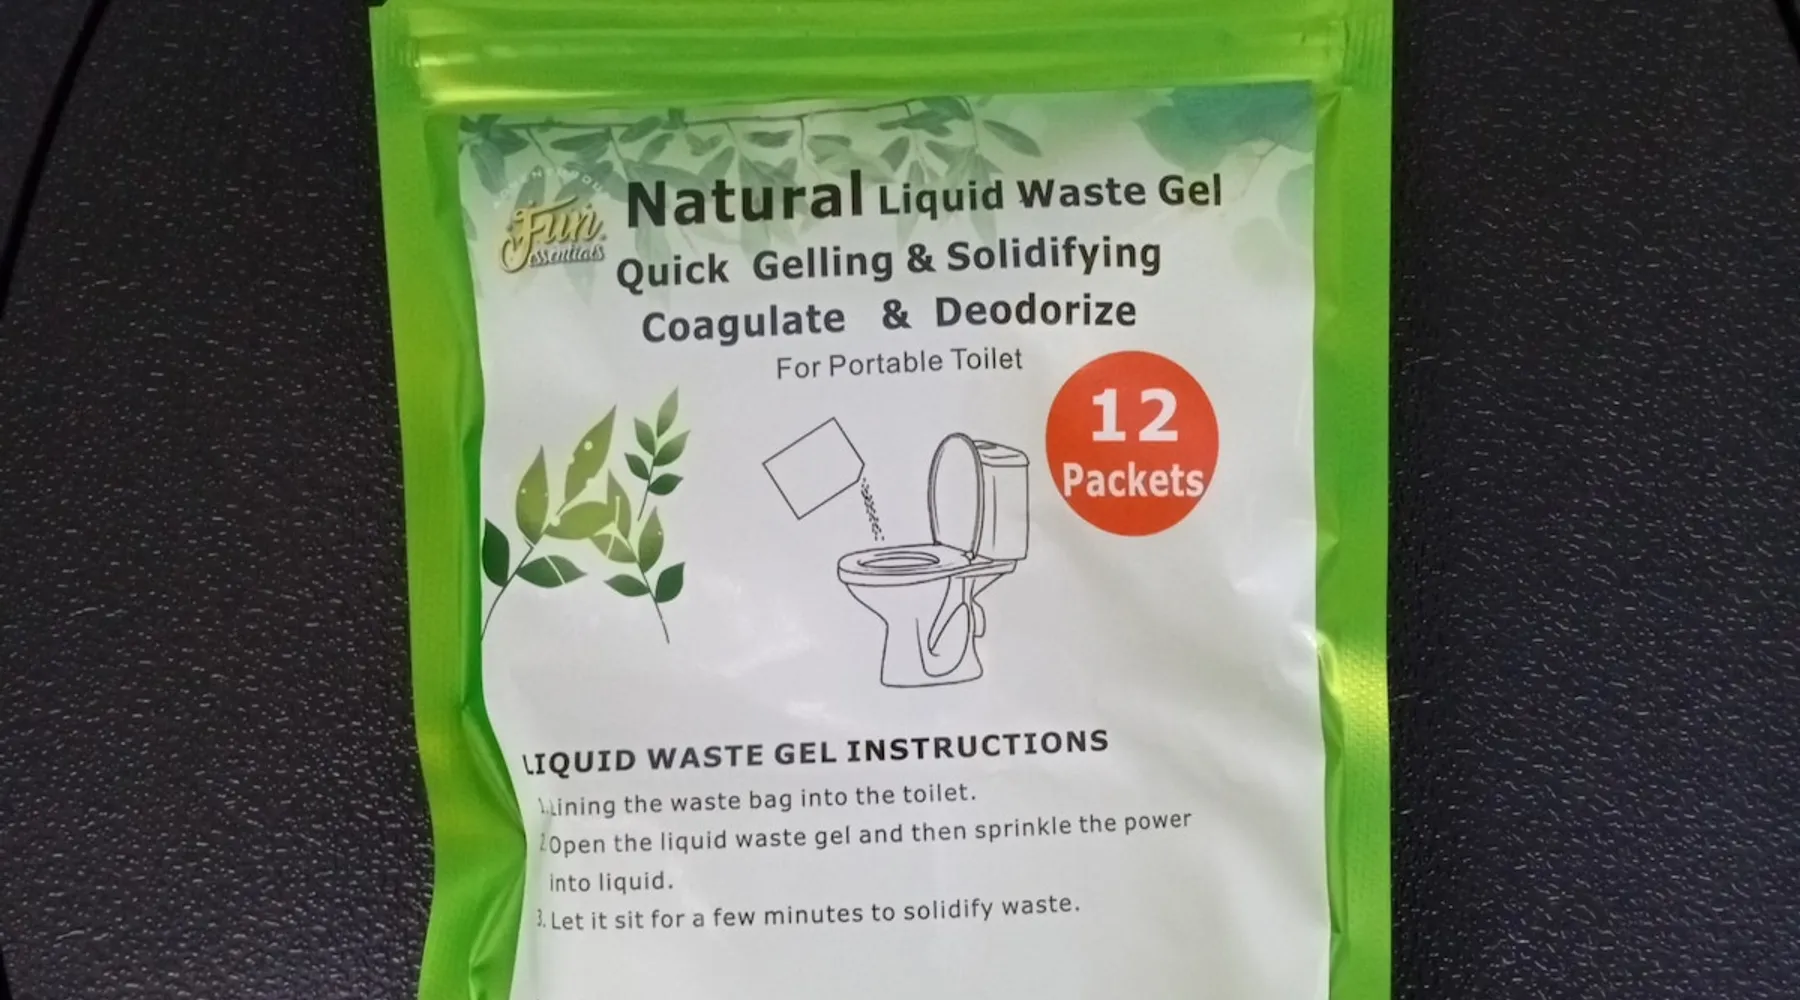 Fun
essentials
Natural Liquid Waste Gel
Quick Gelling & Solidifying
Coagulate & Deodorize
For Portable Toilet
12
Packets
LIQUID WASTE GEL INSTRUCTIONS
1.Lining the waste bag into the toilet.
2.Open the liquid waste gel and then sprinkle the power
into liquid.
3.Let it sit for a few minutes to solidify waste.